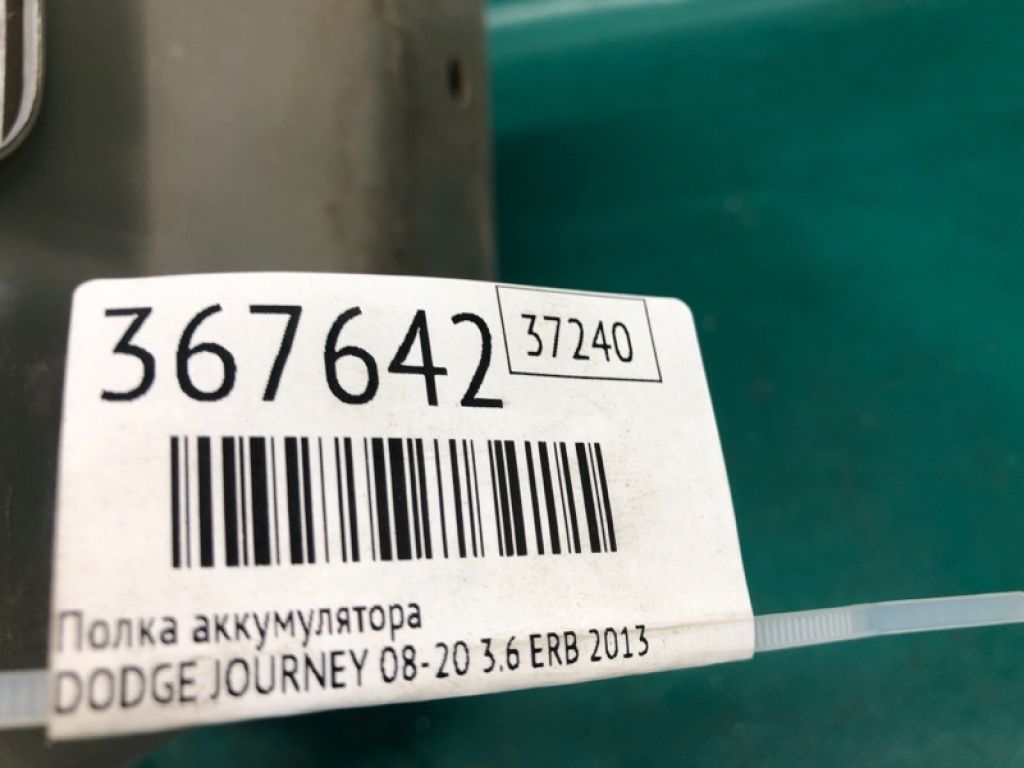 367642
37240
Полка аккумулятора
DODGE JOURNEY 08-20 3.6 ERB 2013